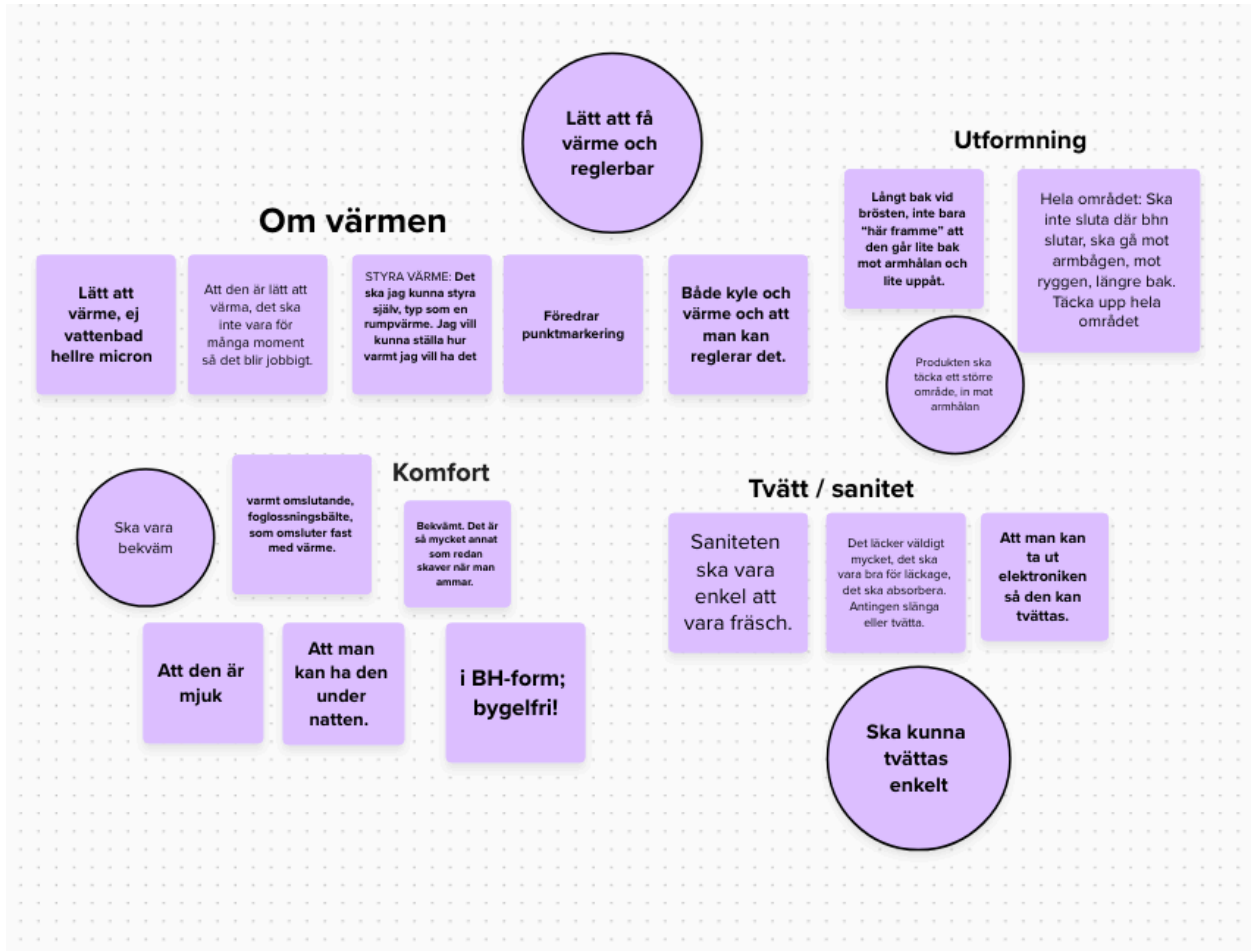 Lätt att få
värme och
reglerbar
Utformning
Långt bak vid
brösten, inte bara
“här framme” att
den går lite bak
mot armhålan och
lite uppåt.
Hela området: Ska
inte sluta där bhn
slutar, ska gå mot
armbågen, mot
ryggen, längre bak.
Täcka upp hela
området
Produkten ska
täcka ett större
område, in mot
armhålan
Om värmen
Lätt att
värme, ej
vattenbad
hellre micron
Att den är lätt att
värma, det ska
inte vara för
många moment
så det blir jobbigt.
STYRA VÄRME: Det
ska jag kunna styra
själv, typ som en
rumpvärme. Jag vill
kunna ställa hur
varmt jag vill ha det
Föredrar
punktmarkering
Både kyle och
värme och att
man kan
reglerar det.
Komfort
Ska vara
bekväm
varmt omslutande,
foglossningsbälte,
som omsluter fast
med värme.
Bekvämt. Det är
så mycket annat
som redan
skaver när man
ammar.
Att den är
mjuk
Att man
kan ha den
under
natten.
i BH-form;
bygelfri!
Tvätt / sanitet
Saniteten
ska vara
enkel att
vara fräsch.
Det läcker väldigt
mycket, det ska
vara bra för läckage,
det ska absorbera.
Antingen slänga
eller tvätta.
Att man kan
ta ut
elektroniken
så den kan
tvättas.
Ska kunna
tvättas
enkelt